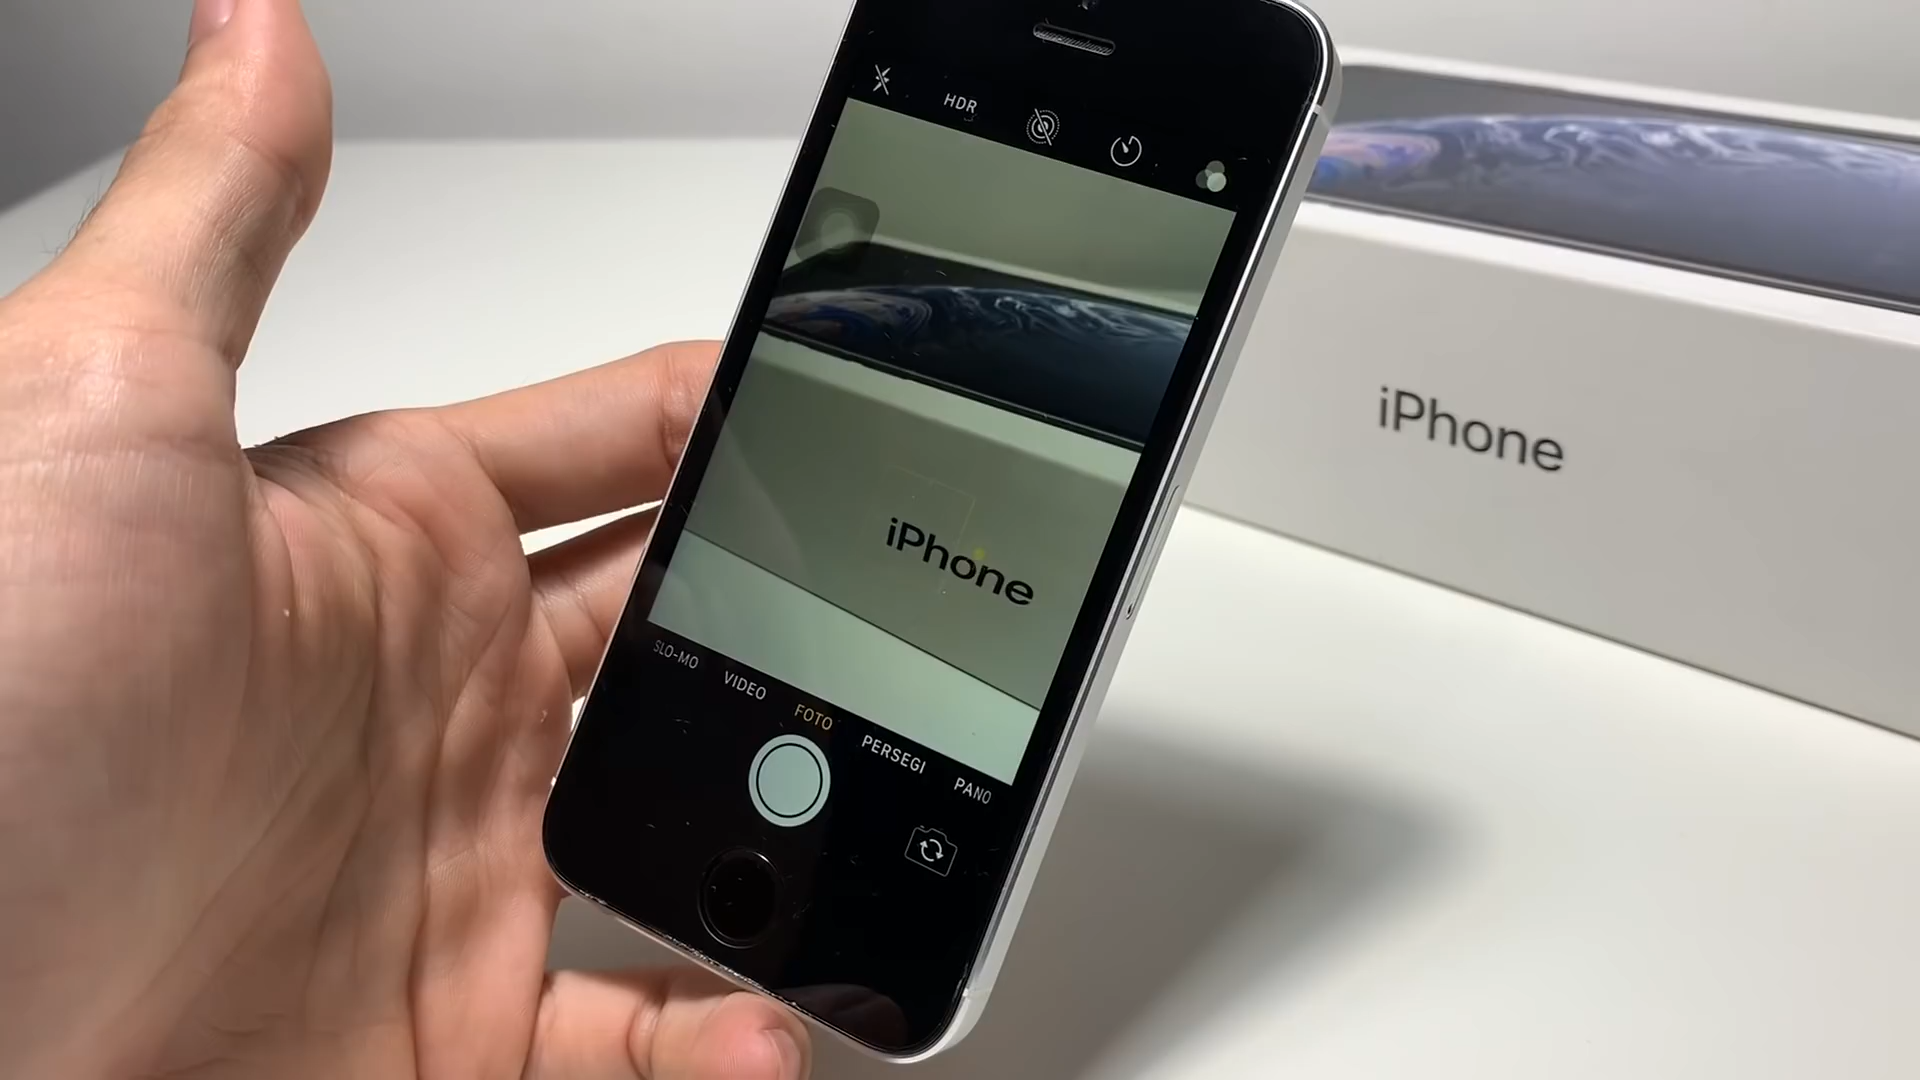 HDR
iPhone
iPhone
SLO-MO
VIDEO
FOTO
PERSEGI
PANO